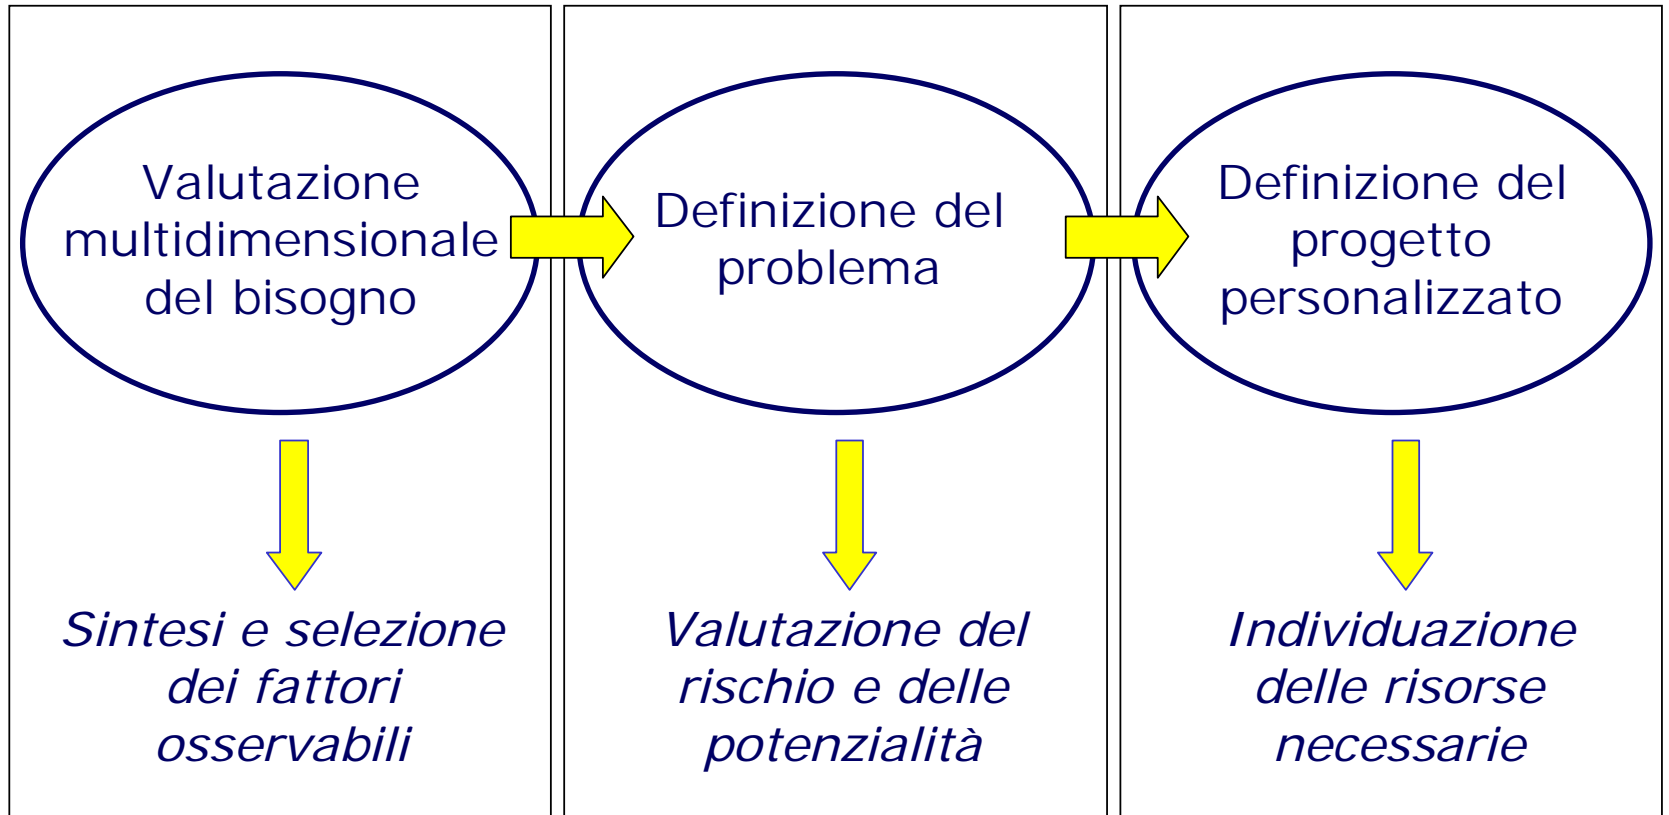 Valutazione
multidimensionale
del bisogno
Definizione del
problema
Definizione del
progetto
personalizzato
Sintesi e selezione
dei fattori
osservabili
Valutazione del
rischio e delle
potenzialità
Individuazione
delle risorse
necessarie